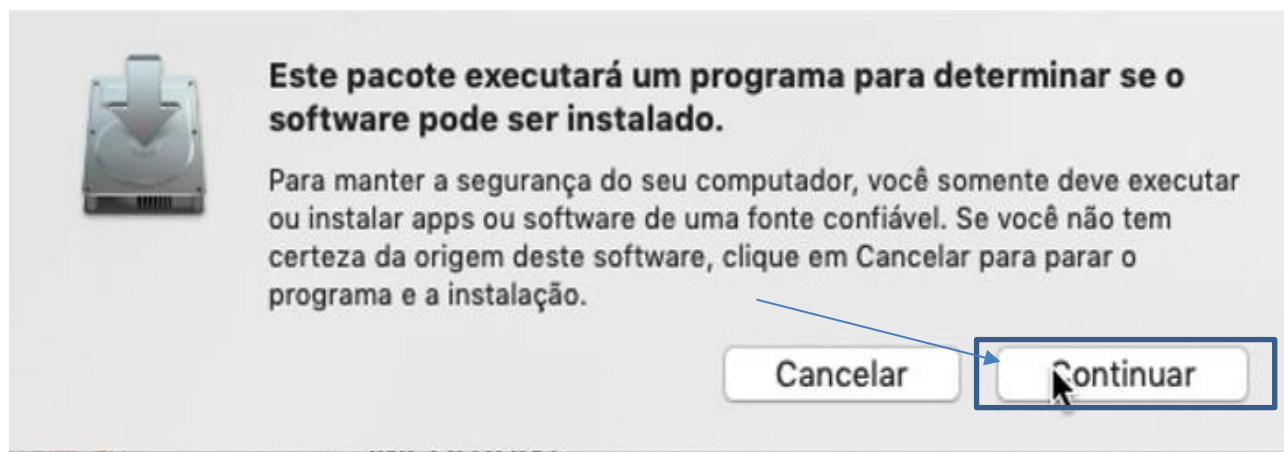 Este pacote executará um programa para determinar se o
software pode ser instalado.
Para manter a segurança do seu computador, você somente deve executar
ou instalar apps ou software de uma fonte confiável. Se você não tem
certeza da origem deste software, clique em Cancelar para parar o
programa e a instalação.
Cancelar
Continuar